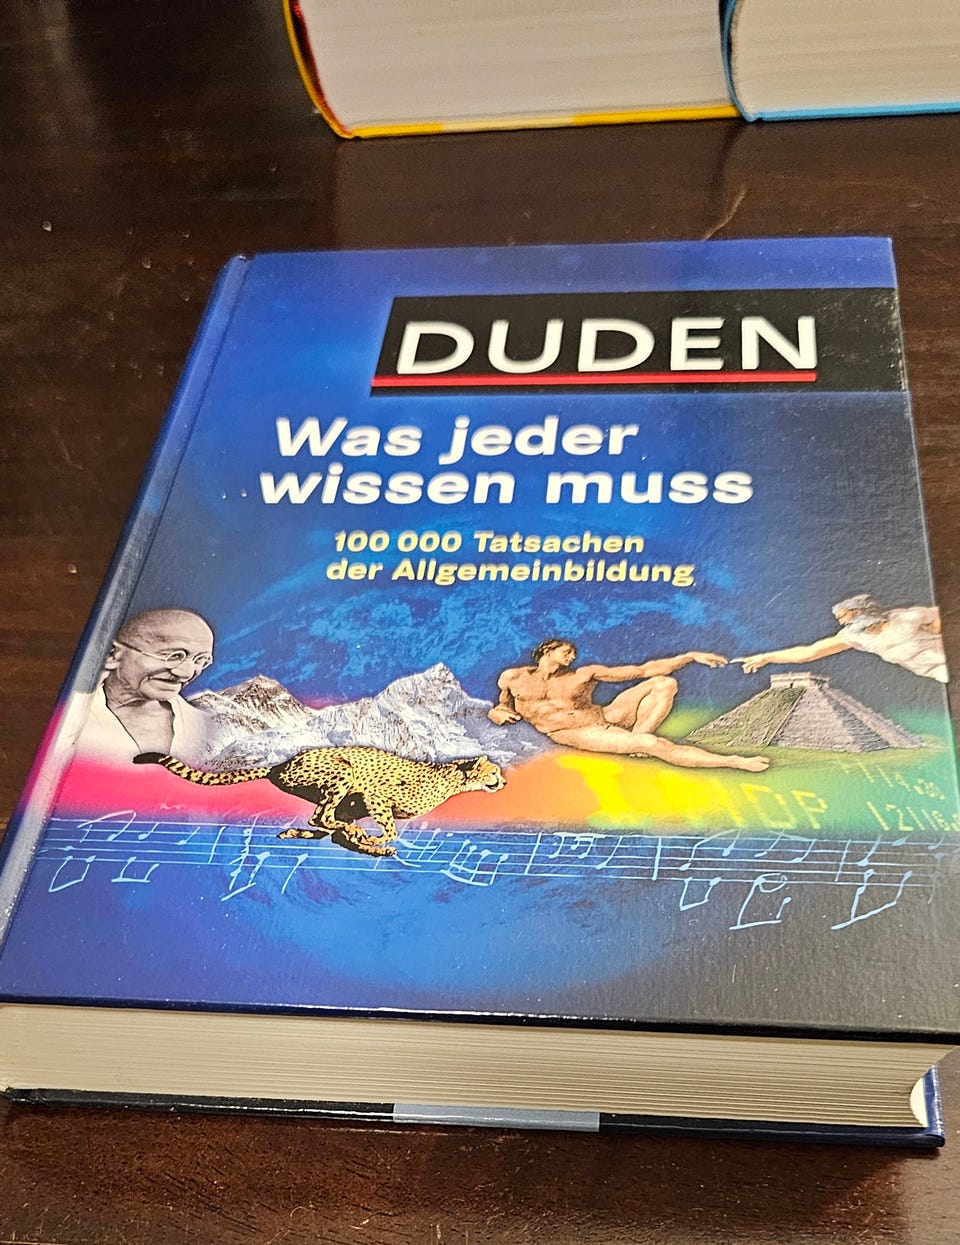 DUDEN
Was jeder
wissen muss
100 000 Tatsachen
der Allgemeinbildung